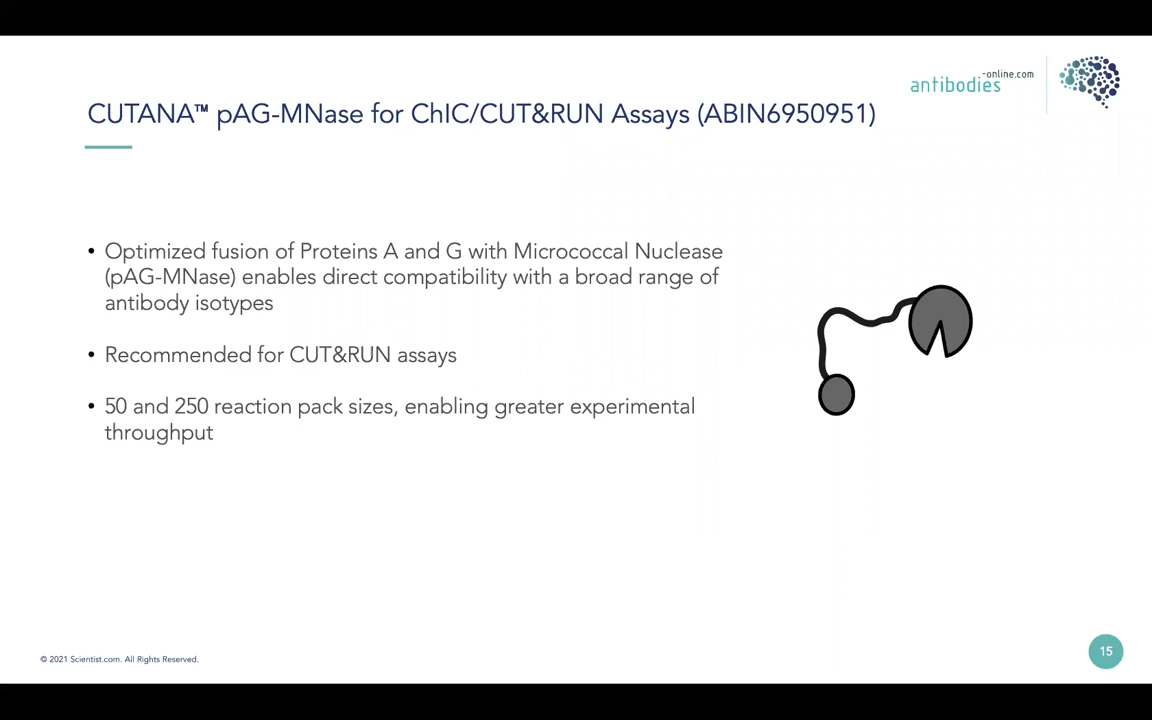 -online.com
antibodies
CUTANA™ pAG-MNase for ChIC/CUT&RUN Assays (ABIN6950951)
• Optimized fusion of Proteins A and G with Micrococcal Nuclease
(pAG-MNase) enables direct compatibility with a broad range of
antibody isotypes
• Recommended for CUT&RUN assays
• 50 and 250 reaction pack sizes, enabling greater experimental
throughput
© 2021 Scientist.com. All Rights Reserved.
15